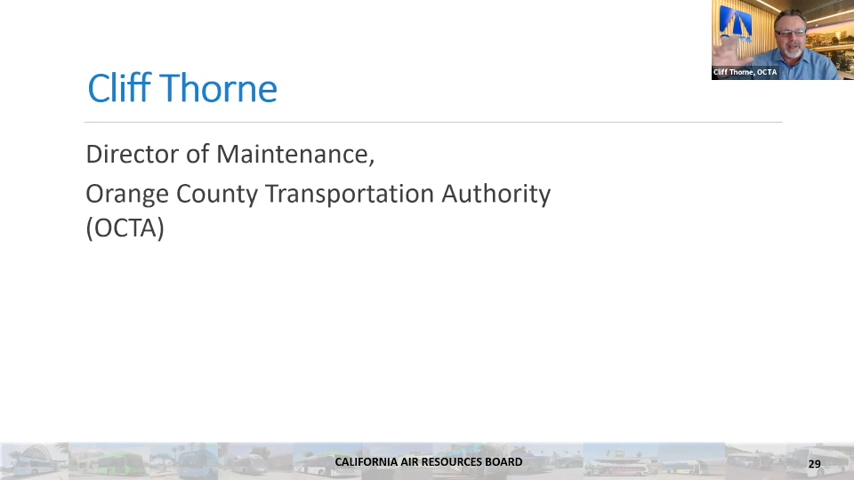 Cliff Thorne, OCTA
Cliff Thorne
Director of Maintenance,
Orange County Transportation Authority
(OCTA)
CALIFORNIA AIR RESOURCES BOARD
29